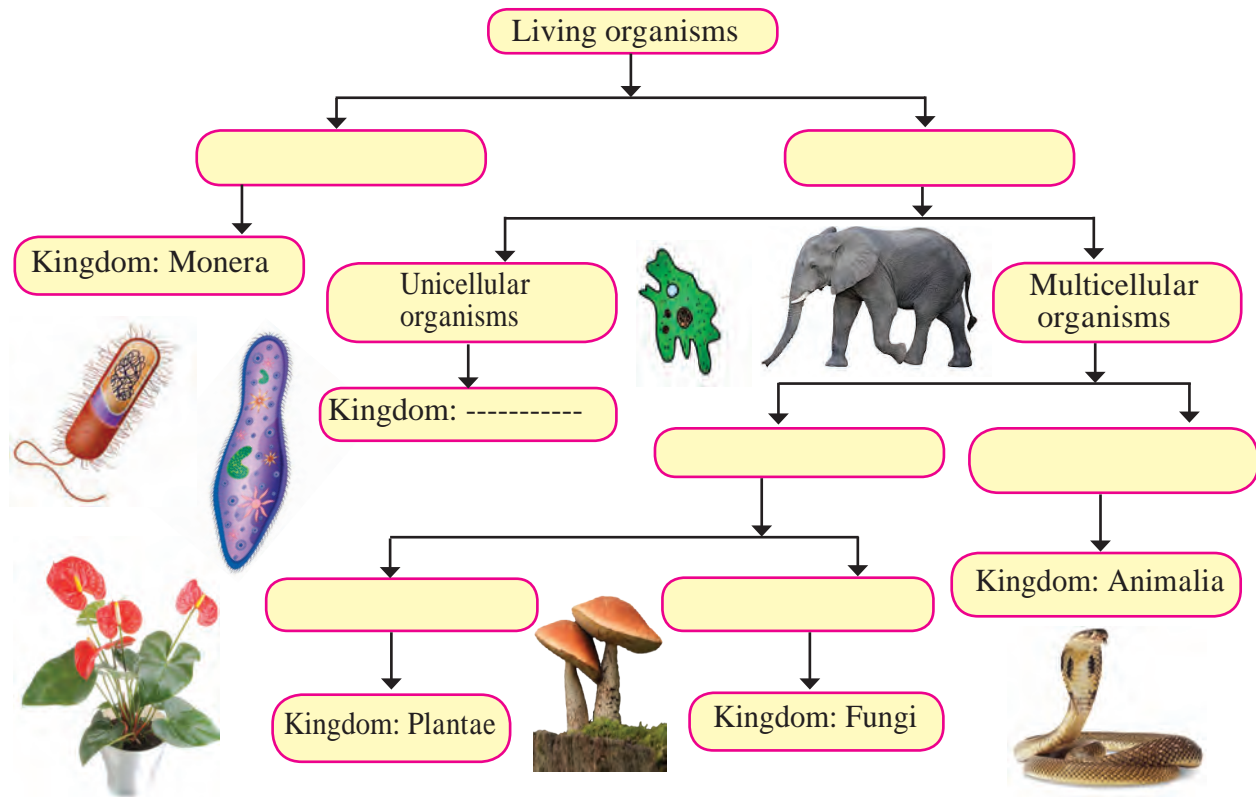 Living organisms
Kingdom: Monera
Unicellular
organisms
Multicellular
organisms
Kingdom: -----------
Kingdom: Animalia
Kingdom: Plantae
Kingdom: Fungi